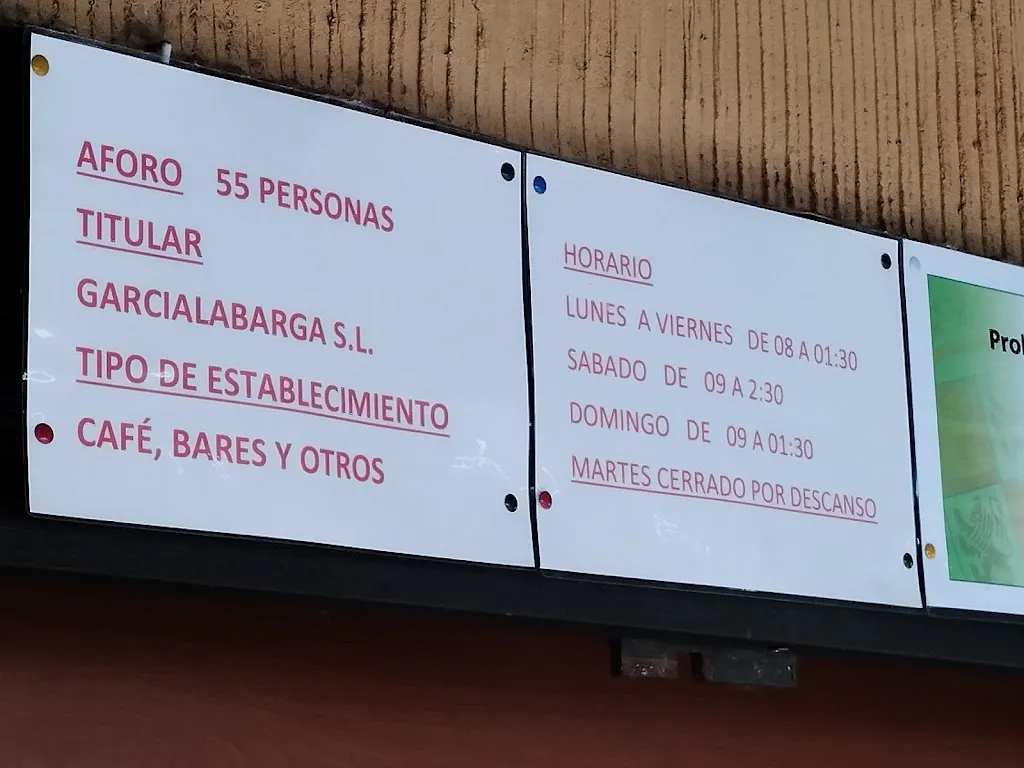 AFORO 55 PERSONAS
TITULAR
GARCIALABARGA S.L.
TIPO DE ESTABLECIMIENTO
CAFÉ, BARES Y OTROS
HORARIO
LUNES A VIERNES DE 08 A 01:30
SABADO DE 09 A 2:30
DOMINGO DE 09 A 01:30
MARTES CERRADO POR DESCANSO